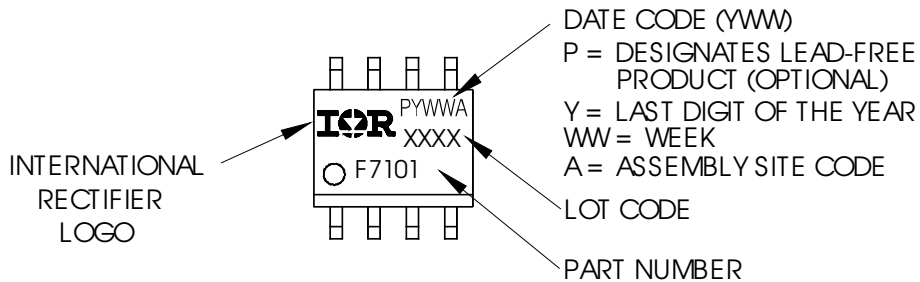 DATE CODE (YWW)
P = DESIGNATES LEAD-FREE
PRODUCT (OPTIONAL)
Y = LAST DIGIT OF THE YEAR
WW = WEEK
A = ASSEMBLY SITE CODE
LOT CODE
PART NUMBER
INTERNATIONAL
RECTIFIER
LOGO
IOR
PYWWA
XXXX
F7101